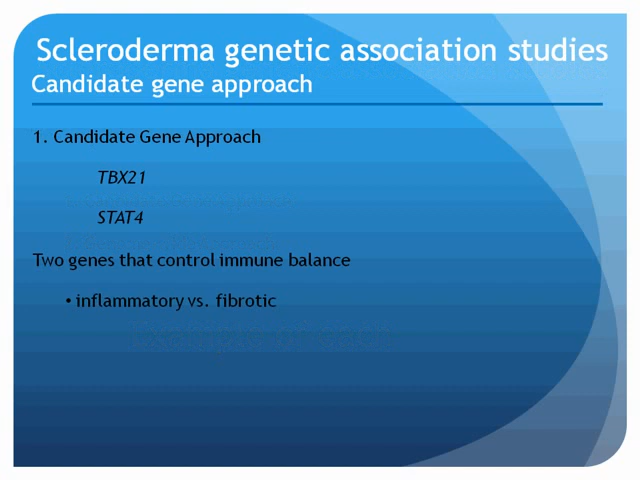 Scleroderma genetic association studies
Candidate gene approach
1. Candidate Gene Approach
TBX21
STAT4
Two genes that control immune balance
• inflammatory vs. fibrotic